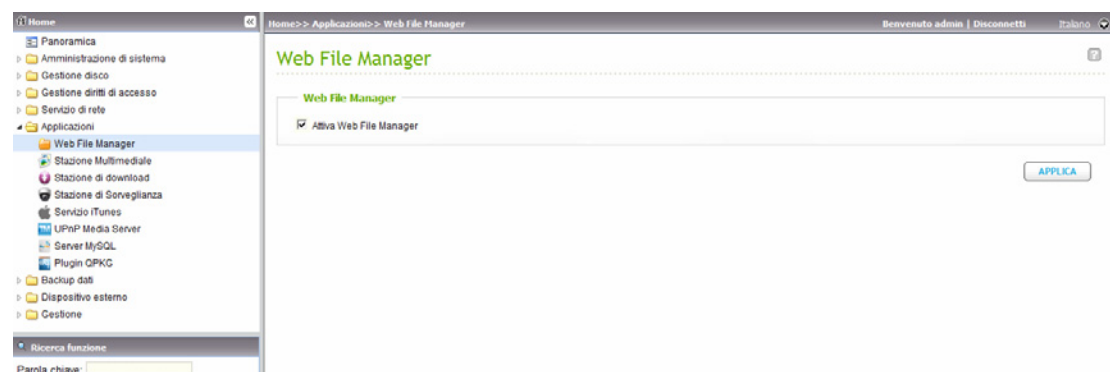 Home
Home>> Applicazioni>> Web File Manager
Benvenuto admin | Disconnetti
Italiano
Panoramica
Amministrazione di sistema
Gestione disco
Gestione diritti di accesso
Servizio di rete
Applicazioni
Web File Manager
Stazione Multimediale
Stazione di download
Stazione di Sorveglianza
Servizio iTunes
UPnP Media Server
Server MySQL
Plugin QPKG
Backup dati
Dispositivo esterno
Gestione
Ricerca funzione
Parola chiave:
Web File Manager
Web File Manager
Attiva Web File Manager
APPLICA